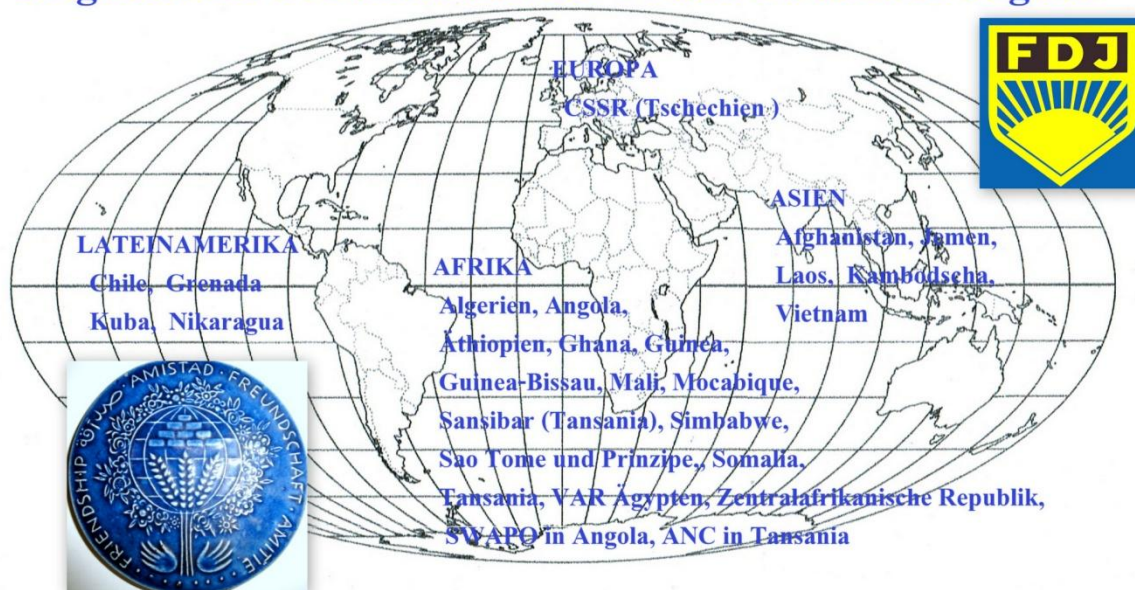 FDJ
EUROPA
CSSR (Tschechien )
ASIEN
Afghanistan, Jemen,
Laos, Kambodscha,
Vietnam
LATEINAMERIKA
Chile, Grenada
Kuba, Nikaragua
AFRIKA
Algerien, Angola,
Äthiopien, Ghana, Guinea,
Guinea-Bissau, Mali, Mocabique,
Sansibar (Tansania), Simbabwe,
Sao Tome und Prinzipe,, Somalia,
Tansania, VAR Ägypten, Zentralafrikanische Republik,
SWAPO in Angola, ANC in Tansania
FRIENDSHIP · AMISTAD · FREUNDSCHAFT · AMITIE